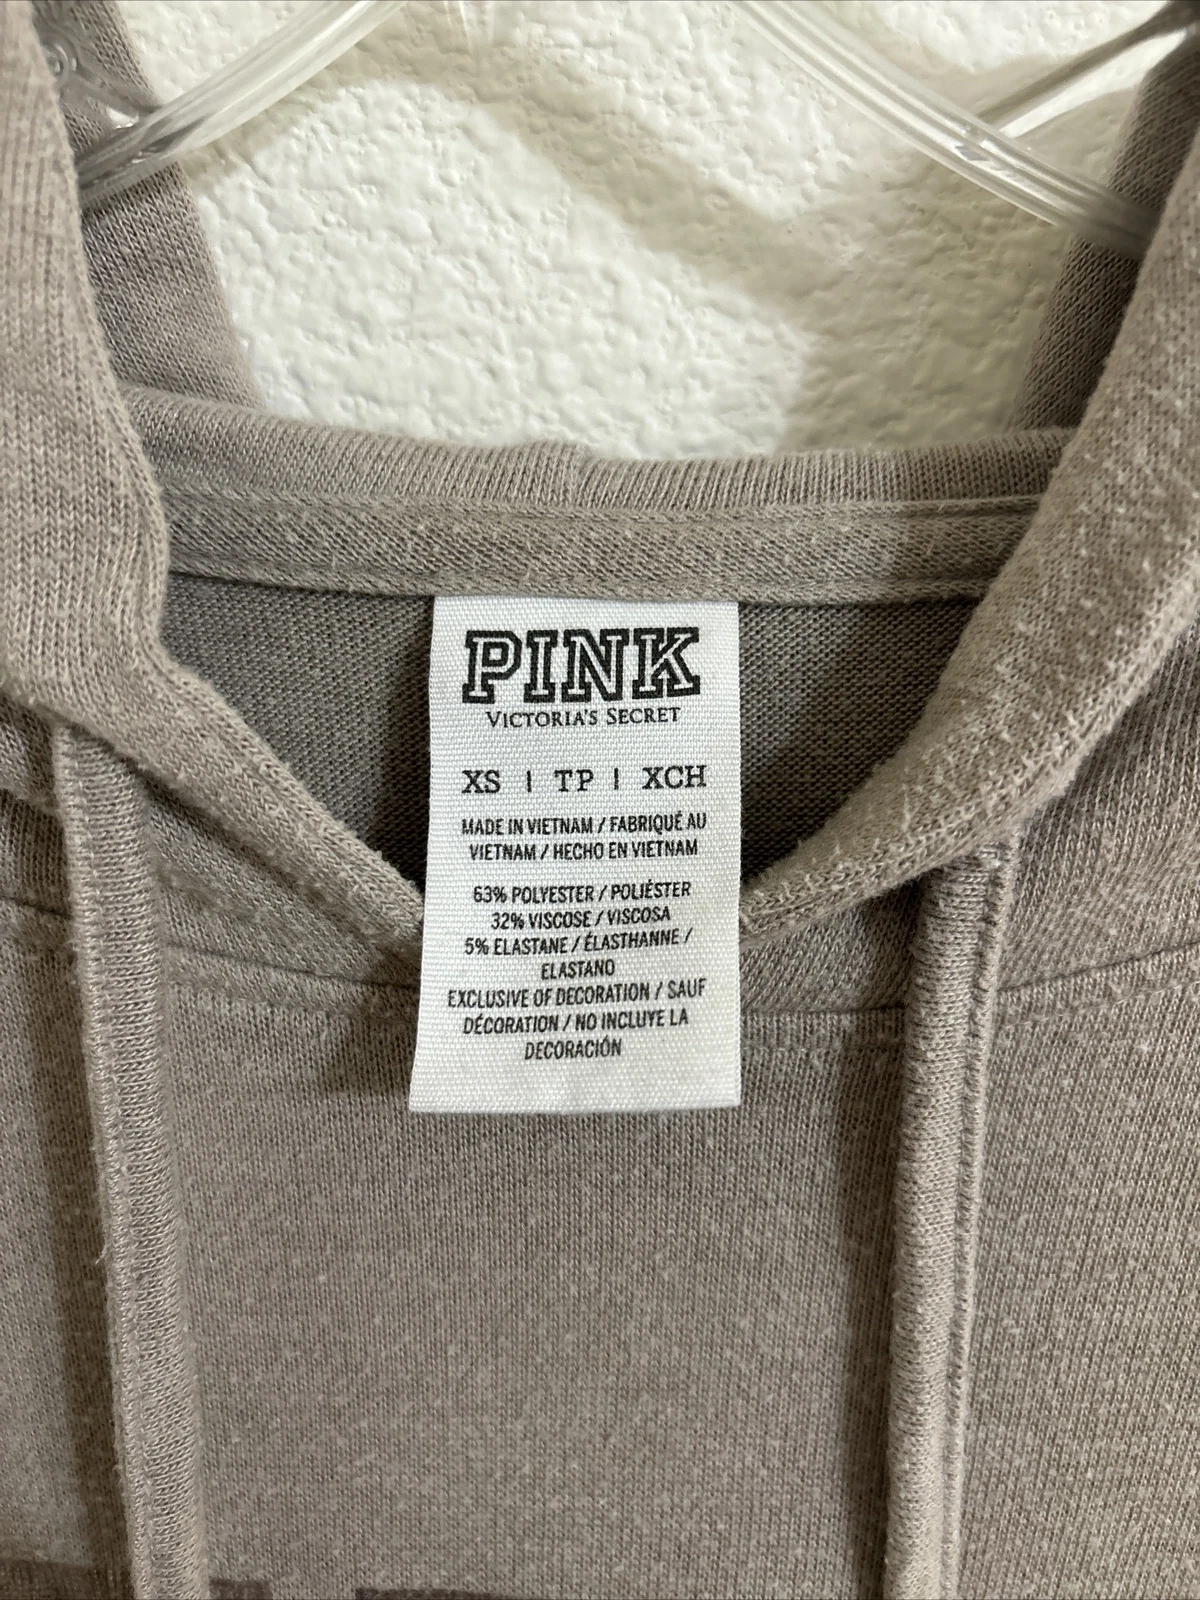 PINK
VICTORIA'S SECRET
XS | TP | XCH
MADE IN VIETNAM / FABRIQUÉ AU
VIETNAM / HECHO EN VIETNAM
63% POLYESTER / POLIÉSTER
32% VISCOSE / VISCOSA
5% ELASTANE / ÉLASTHANNE /
ELASTANO
EXCLUSIVE OF DECORATION / SAUF
DÉCORATION / NO INCLUYE LA
DECORACIÓN